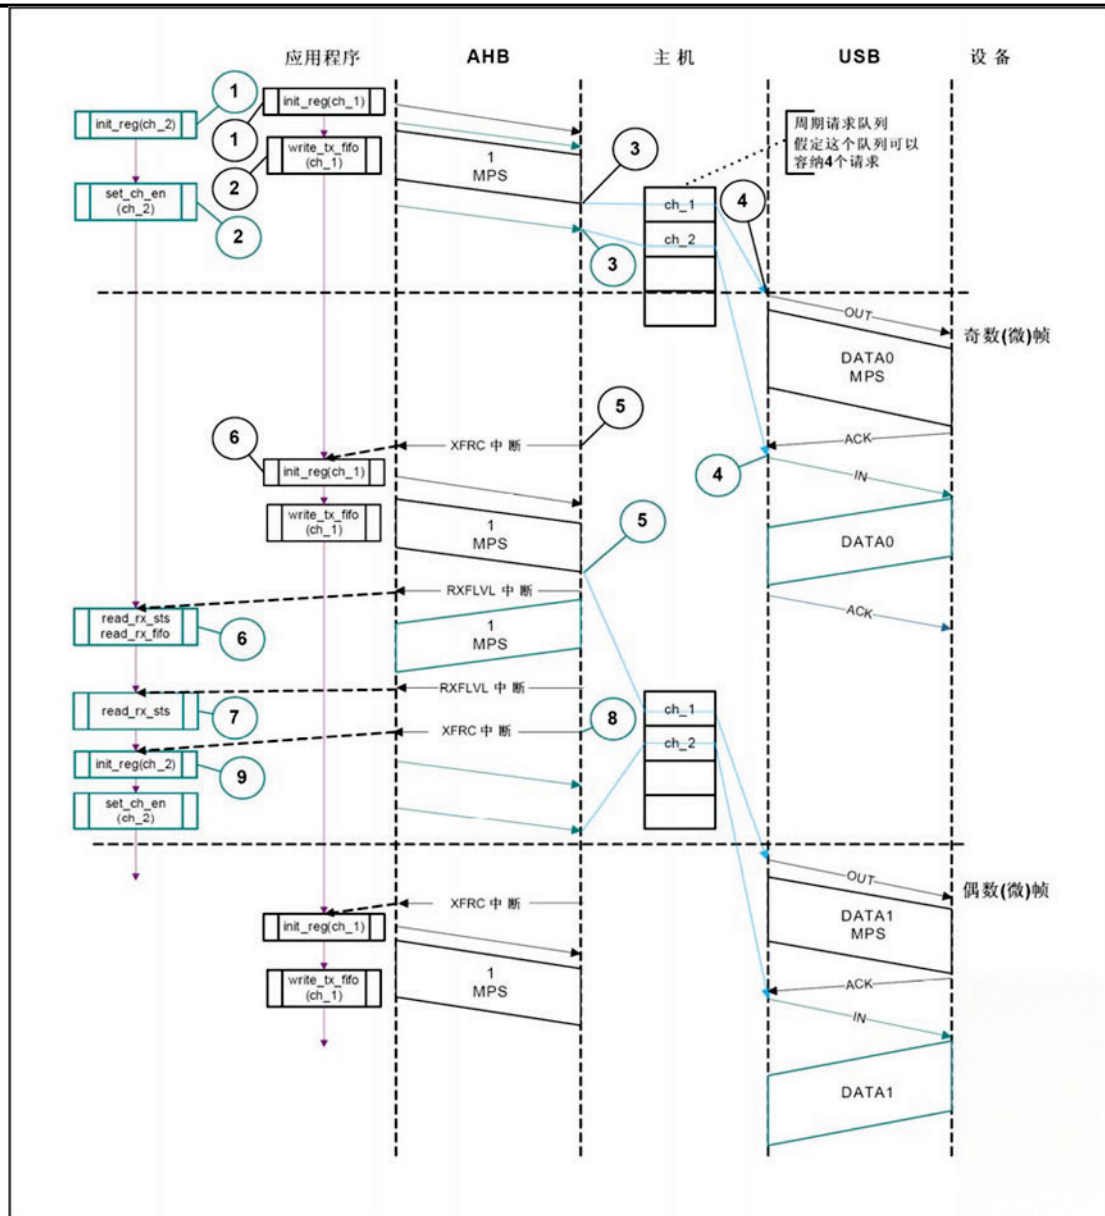 应用程序 AHB 主机 USB 设备
1
init_reg(ch_1)
init_reg(ch_2)
1
周期请求队列
假定这个队列可以
容纳4个请求
write_tx_fifo
(ch_1)
1
MPS
3
2
set_ch_en
(ch_2)
ch_1
4
2
ch_2
3
OUT
奇数(微)帧
DATA0
MPS
5
6
XFRC 中断
ACK
init_reg(ch_1)
4
IN
write_tx_fifo
(ch_1)
1
MPS
5
DATA0
RXFLVL 中断
ACK
read_rx_sts
read_rx_fifo
6
1
MPS
RXFLVL 中断
read_rx_sts
7
8
ch_1
XFRC 中断
ch_2
init_reg(ch_2)
9
set_ch_en
(ch_2)
OUT
偶数(微)帧
XFRC 中断
DATA1
MPS
init_reg(ch_1)
write_tx_fifo
(ch_1)
1
MPS
ACK
IN
DATA1